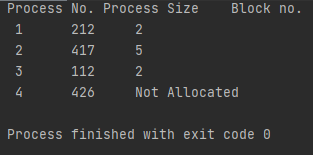 Process No. Process Size    Block no.
 1      212     2
 2      417     5
 3      112     2
 4      426     Not Allocated
Process finished with exit code 0